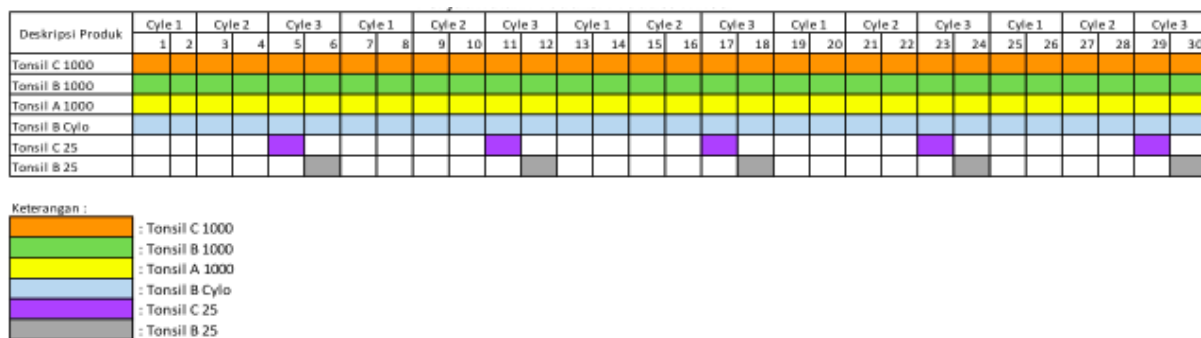 Deskripsi Produk Cyle 1 Cyle 2 Cyle 3 Cyle 1 Cyle 2 Cyle 3 Cyle 1 Cyle 2 Cyle 3 Cyle 1 Cyle 2 Cyle 3 Cyle 1 Cyle 2 Cyle 3
1 2 3 4 5 6 7 8 9 10 11 12 13 14 15 16 17 18 19 20 21 22 23 24 25 26 27 28 29 30
Tonsil C 1000
Tonsil B 1000
Tonsil A 1000
Tonsil B Cylo
Tonsil C 25
Tonsil B 25
Keterangan :
: Tonsil C 1000
: Tonsil B 1000
: Tonsil A 1000
: Tonsil B Cylo
: Tonsil C 25
: Tonsil B 25